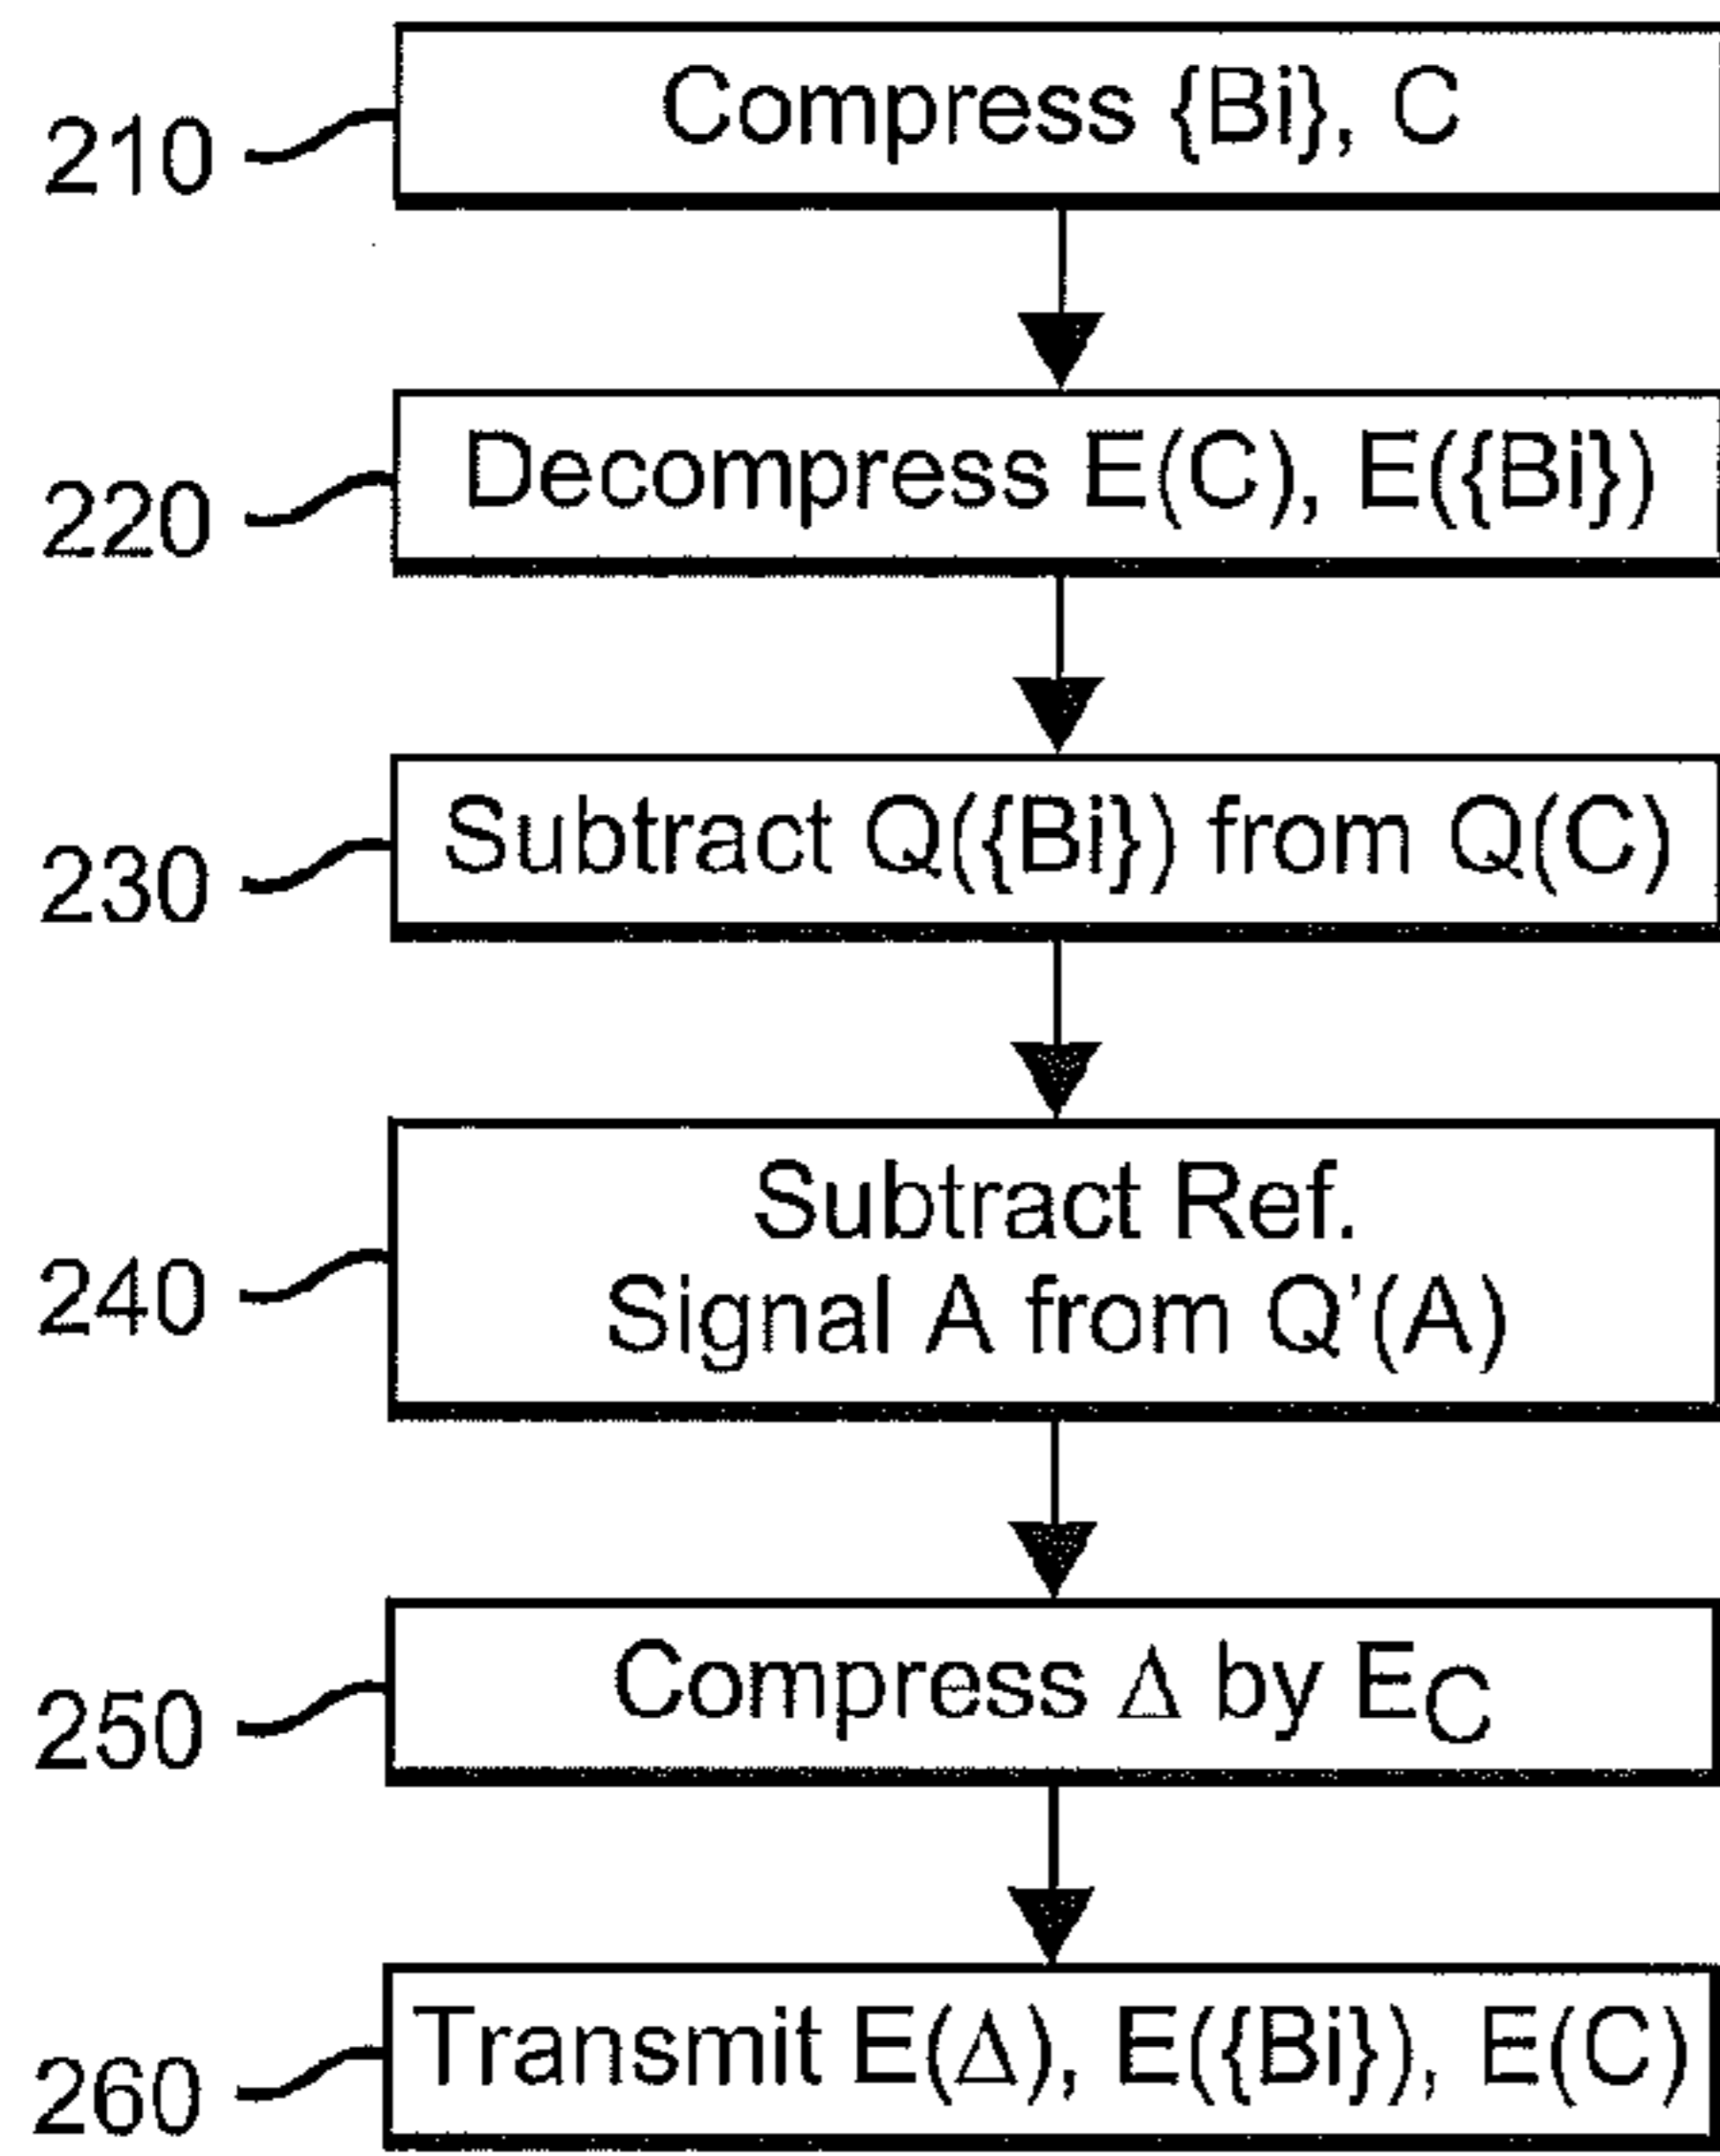 210 Compress {Bi}, C
220 Decompress E(C), E({Bi})
230 Subtract Q({Bi}) from Q(C)
Subtract Ref.
240 Signal A from Q’(A)
250 Compress Δ by EC
260 Transmit E(Δ), E({Bi}), E(C)